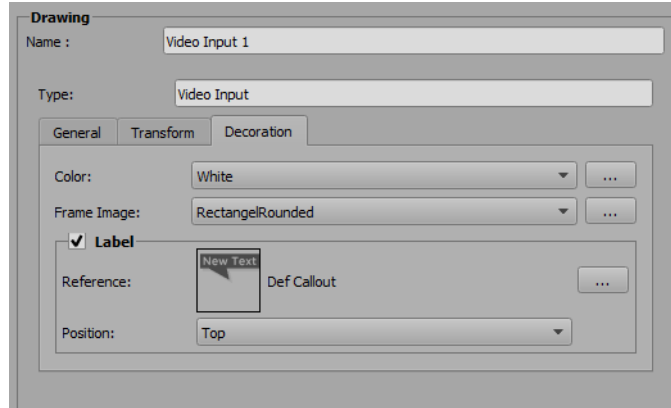 Drawing
Name : Video Input 1
Type: Video Input
General Transform Decoration
Color: White ...
Frame Image: RectangelRounded ...
Label
New Text
Reference: Def Callout ...
Position: Top